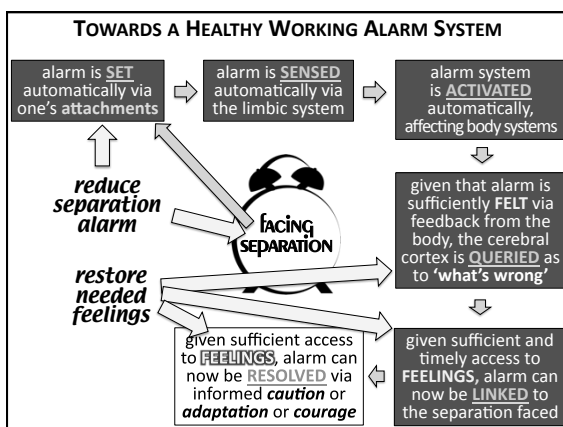 TOWARDS A HEALTHY WORKING ALARM SYSTEM
alarm is SET
automatically via
one's attachments
alarm is SENSED
automatically via
the limbic system
alarm system
is ACTIVATED
automatically,
affecting body systems
reduce
separation
alarm
FACING
SEPARATION
given that alarm is
sufficiently FELT via
feedback from the
body, the cerebral
cortex is QUERIED as
to 'what's wrong'
restore
needed
feelings
given sufficient and
timely access to
FEELINGS, alarm can
now be LINKED to
the separation faced
given sufficient access
to FEELINGS, alarm can
now be RESOLVED via
informed caution or
adaptation or courage